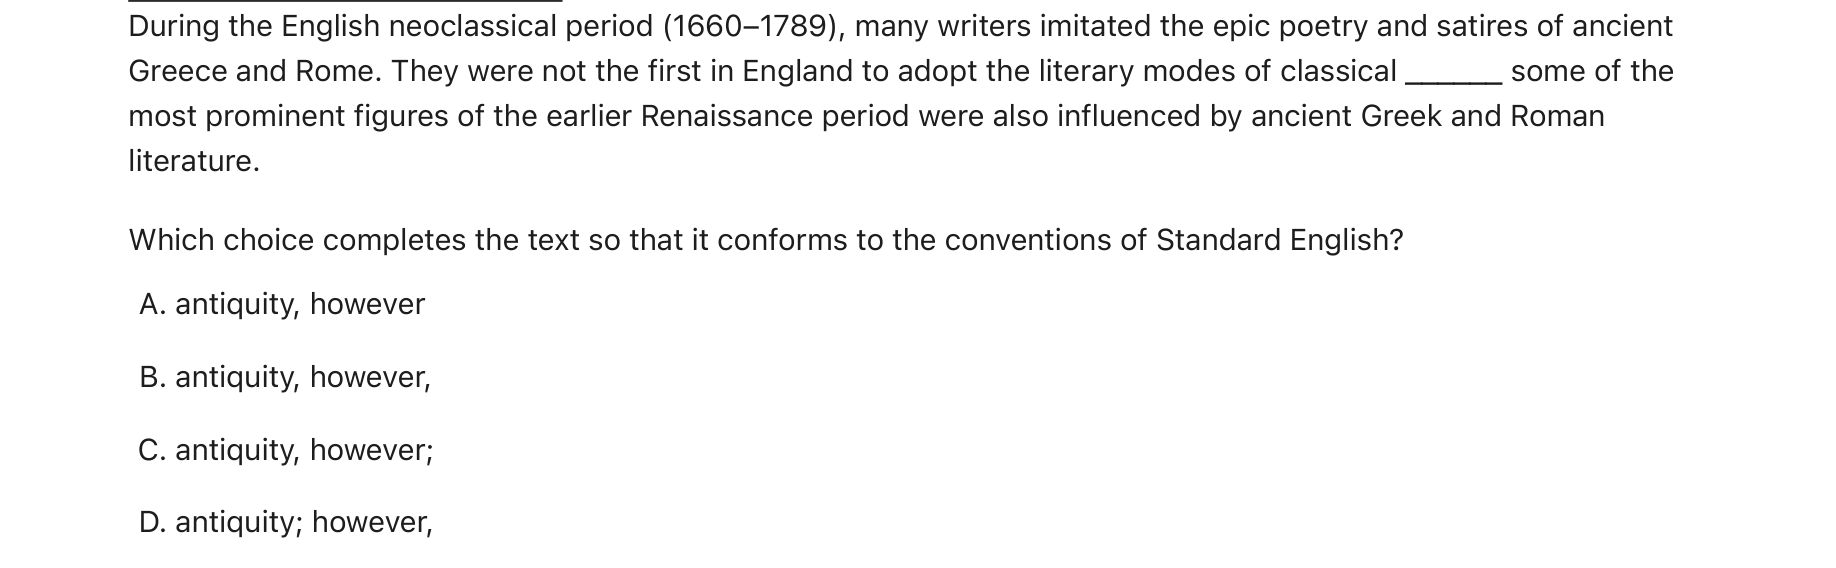 During the English neoclassical period (1660–1789), many writers imitated the epic poetry and satires of ancient
Greece and Rome. They were not the first in England to adopt the literary modes of classical ______ some of the
most prominent figures of the earlier Renaissance period were also influenced by ancient Greek and Roman
literature.
Which choice completes the text so that it conforms to the conventions of Standard English?
A. antiquity, however
B. antiquity, however,
C. antiquity, however;
D. antiquity; however,